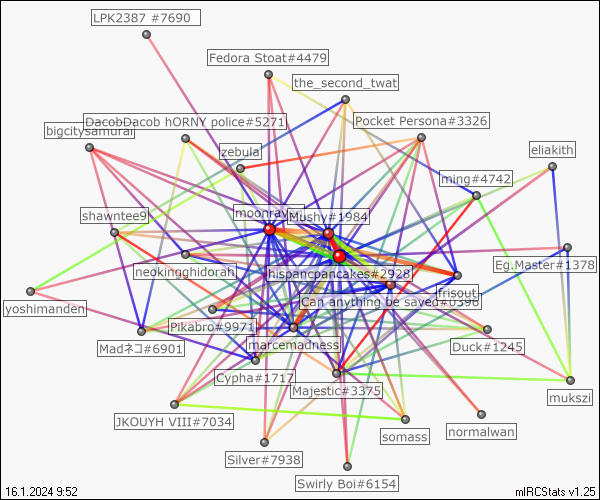 LPK2387 #7690
Fedora Stoat#4479
the_second_twat
DacobDacob hORNY police#5271
Pocket Persona#3326
bigcitysamurai
zebula
eliakith
ming#4742
shawntee9
Mushy#1984
Eg.Master#1378
neokingghidorah
hispancpancakes#2928
frisout
yoshimanden
Can anything be saved#0396
Pikabro#9971
Madネコ#6901
marcemadness
Duck#1245
Cypha#1717
Majestic#3375
mukszi
JKOUYH VIII#7034
somass
normalwan
Silver#7938
Swirly Boi#6154
16.1.2024 9:52
mIRCStats v1.25